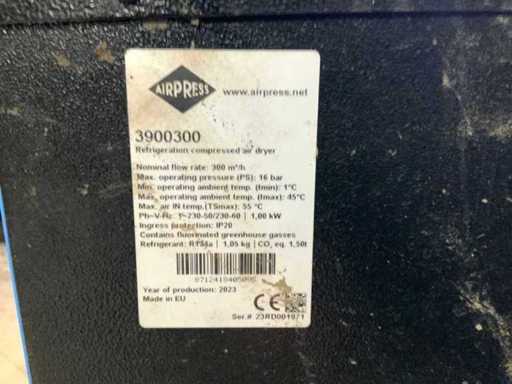 AIRPRESS
www.airpress.net
3900300
Refrigeration compressed air dryer
Nominal flow rate: 300 m³/h
Max. operating pressure (PS): 16 bar
Min. operating ambient temp. (tmin): 1°C
Max. operating ambient temp. (tmax): 45°C
Max. air IN temp.(TSmax): 55 °C
Ph~V-Hz 1~230-50/230-60 | 1,00 kW
Ingress protection: IP20
Contains fluorinated greenhouse gasses
Refrigerant: R134a | 1,05 kg | CO₂ eq. 1,50t
Year of production: 2023
Made in EU
CE
Ser.# 23RD001971